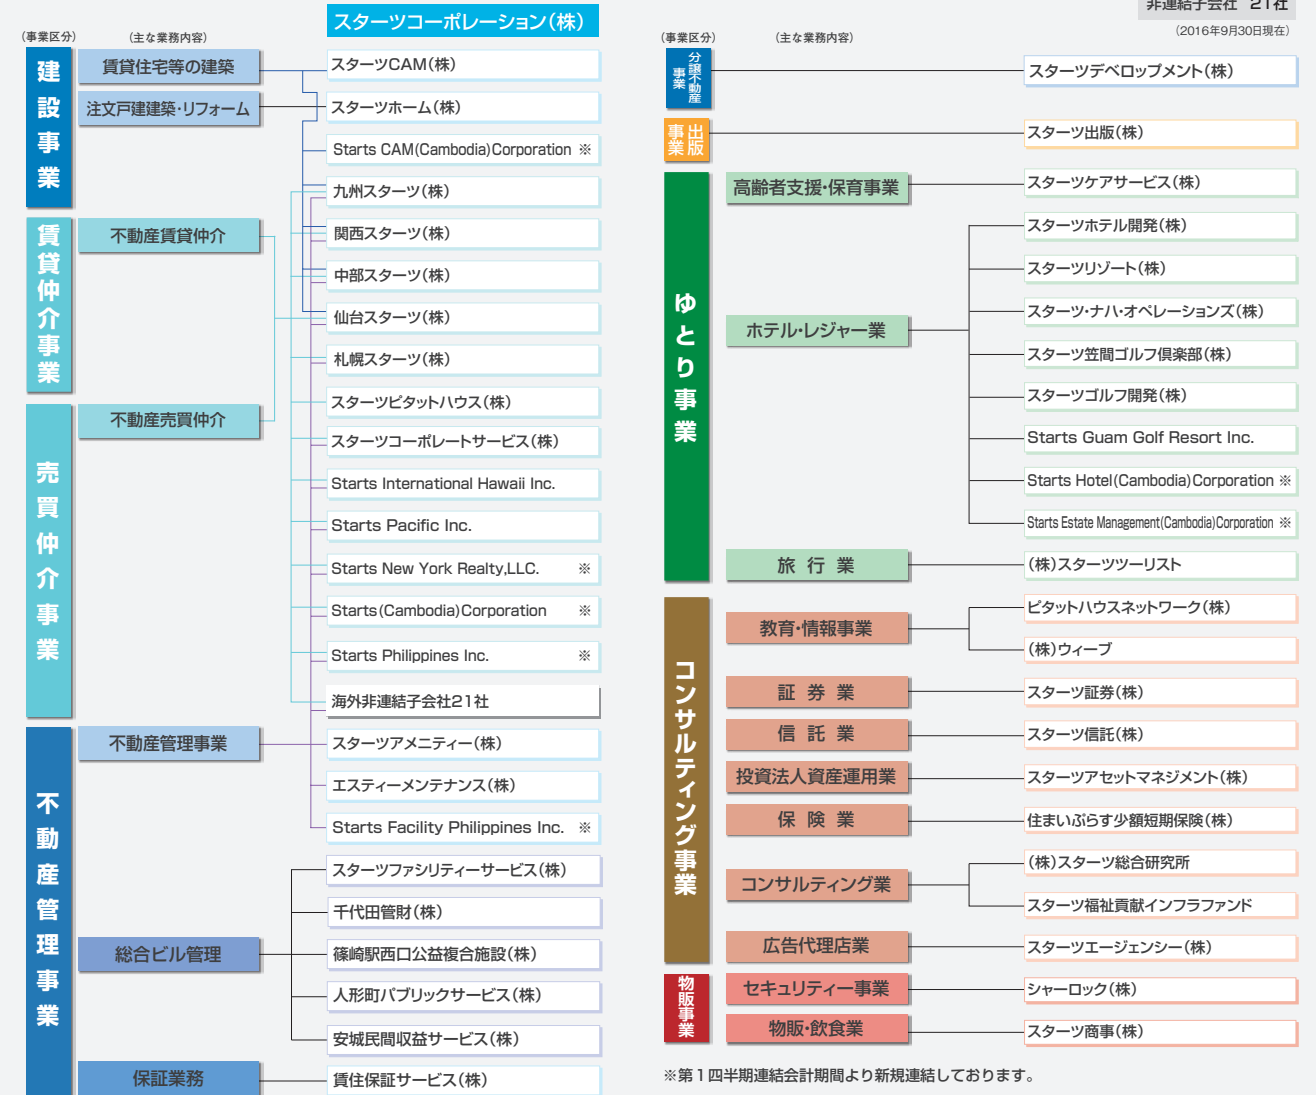 スターツコーポレーション(株)
(事業区分)
(主な業務内容)
建設事業
賃貸住宅等の建築
注文戸建建築・リフォーム
スターツCAM(株)
スターツホーム(株)
Starts CAM(Cambodia)Corporation ※
九州スターツ(株)
関西スターツ(株)
中部スターツ(株)
仙台スターツ(株)
札幌スターツ(株)
スターツピタットハウス(株)
スターツコーポレートサービス(株)
Starts International Hawaii Inc.
Starts Pacific Inc.
Starts New York Realty,LLC. ※
Starts(Cambodia)Corporation ※
Starts Philippines Inc. ※
海外非連結子会社21社
賃貸仲介事業
不動産賃貸仲介
売買仲介事業
不動産売買仲介
不動産管理事業
不動産管理事業
スターツアメニティー(株)
エスティーメンテナンス(株)
Starts Facility Philippines Inc. ※
総合ビル管理
スターツファシリティーサービス(株)
千代田管財(株)
篠崎駅西口公益複合施設(株)
人形町パブリックサービス(株)
安城民間収益サービス(株)
保証業務
賃住保証サービス(株)
非連結子会社 21社
(2016年9月30日現在)
(事業区分)
(主な業務内容)
分譲不動産事業
スターツデベロップメント(株)
出版事業
スターツ出版(株)
ゆとり事業
高齢者支援・保育事業
スターツケアサービス(株)
ホテル・レジャー業
スターツホテル開発(株)
スターツリゾート(株)
スターツ・ナハ・オペレーションズ(株)
スターツ笠間ゴルフ倶楽部(株)
スターツゴルフ開発(株)
Starts Guam Golf Resort Inc.
Starts Hotel(Cambodia)Corporation ※
Starts Estate Management(Cambodia)Corporation ※
旅行業
(株)スターツツーリスト
コンサルティング事業
教育・情報事業
ピタットハウスネットワーク(株)
(株)ウィーブ
証券業
スターツ証券(株)
信託業
スターツ信託(株)
投資法人資産運用業
スターツアセットマネジメント(株)
保険業
住まいぷらす少額短期保険(株)
コンサルティング業
(株)スターツ総合研究所
スターツ福祉貢献インフラファンド
広告代理店業
スターツエージェンシー(株)
物販事業
セキュリティー事業
シャーロック(株)
物販・飲食業
スターツ商事(株)
※第1四半期連結会計期間より新規連結しております。